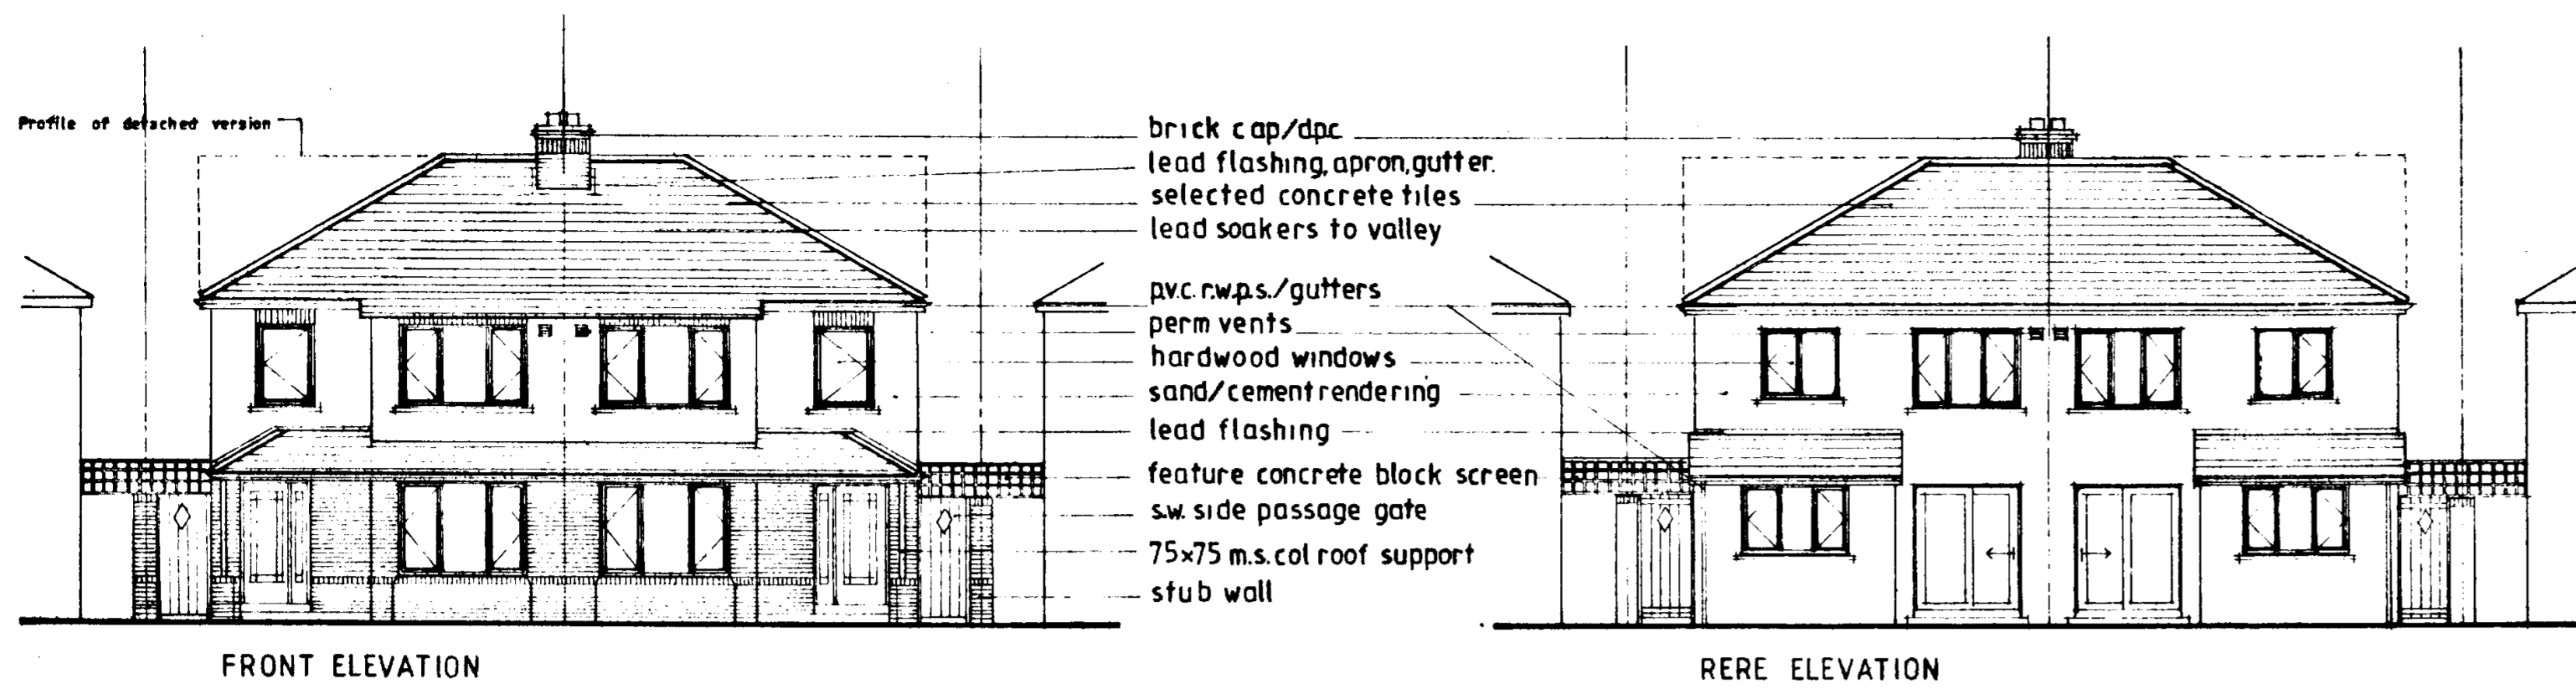 Profile of detached version
brick cap/dpc
lead flashing, apron, gutter.
selected concrete tiles
lead soakers to valley
p.v.c. r.w.p.s./gutters
perm vents
hardwood windows
sand/cement rendering
lead flashing
feature concrete block screen
s.w. side passage gate
75x75 m.s. col roof support
stub wall
FRONT ELEVATION
RERE ELEVATION